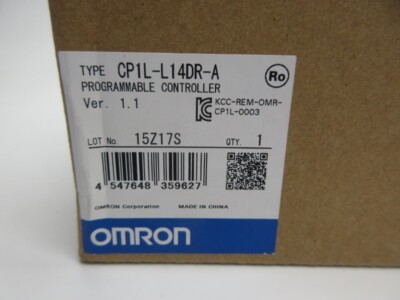 TYPE CP1L-L14DR-A Ro
PROGRAMMABLE CONTROLLER
Ver. 1.1
KCC-REM-OMR-
CP1L-0003
LOT No. 15Z17S QTY. 1
4 547648 359627
OMRON Corporation MADE IN CHINA
OMRON